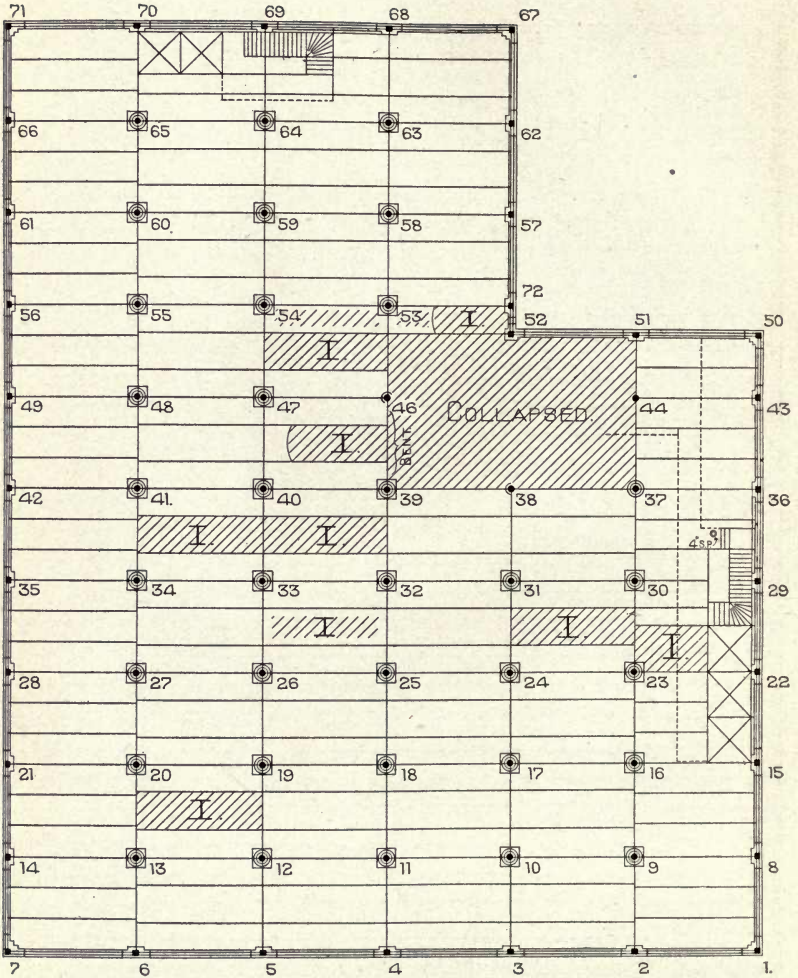 71 70 69 68 67
66 65 64 63 62
61 60 59 58 57
56 55 54 53 72
I.
52 51 50
I.
49 48 47 46 COLLAPSED. 44 43
I. BENT.
42 41. 40 39 38 37 36
I. I. 4"S.P.
35 34 33 32 31 30 29
I. I.
I.
28 27 26 25 24 23 22
21 20 19 18 17 16 15
I.
14 13 12 11 10 9 8
7 6 5 4 3 2 1.